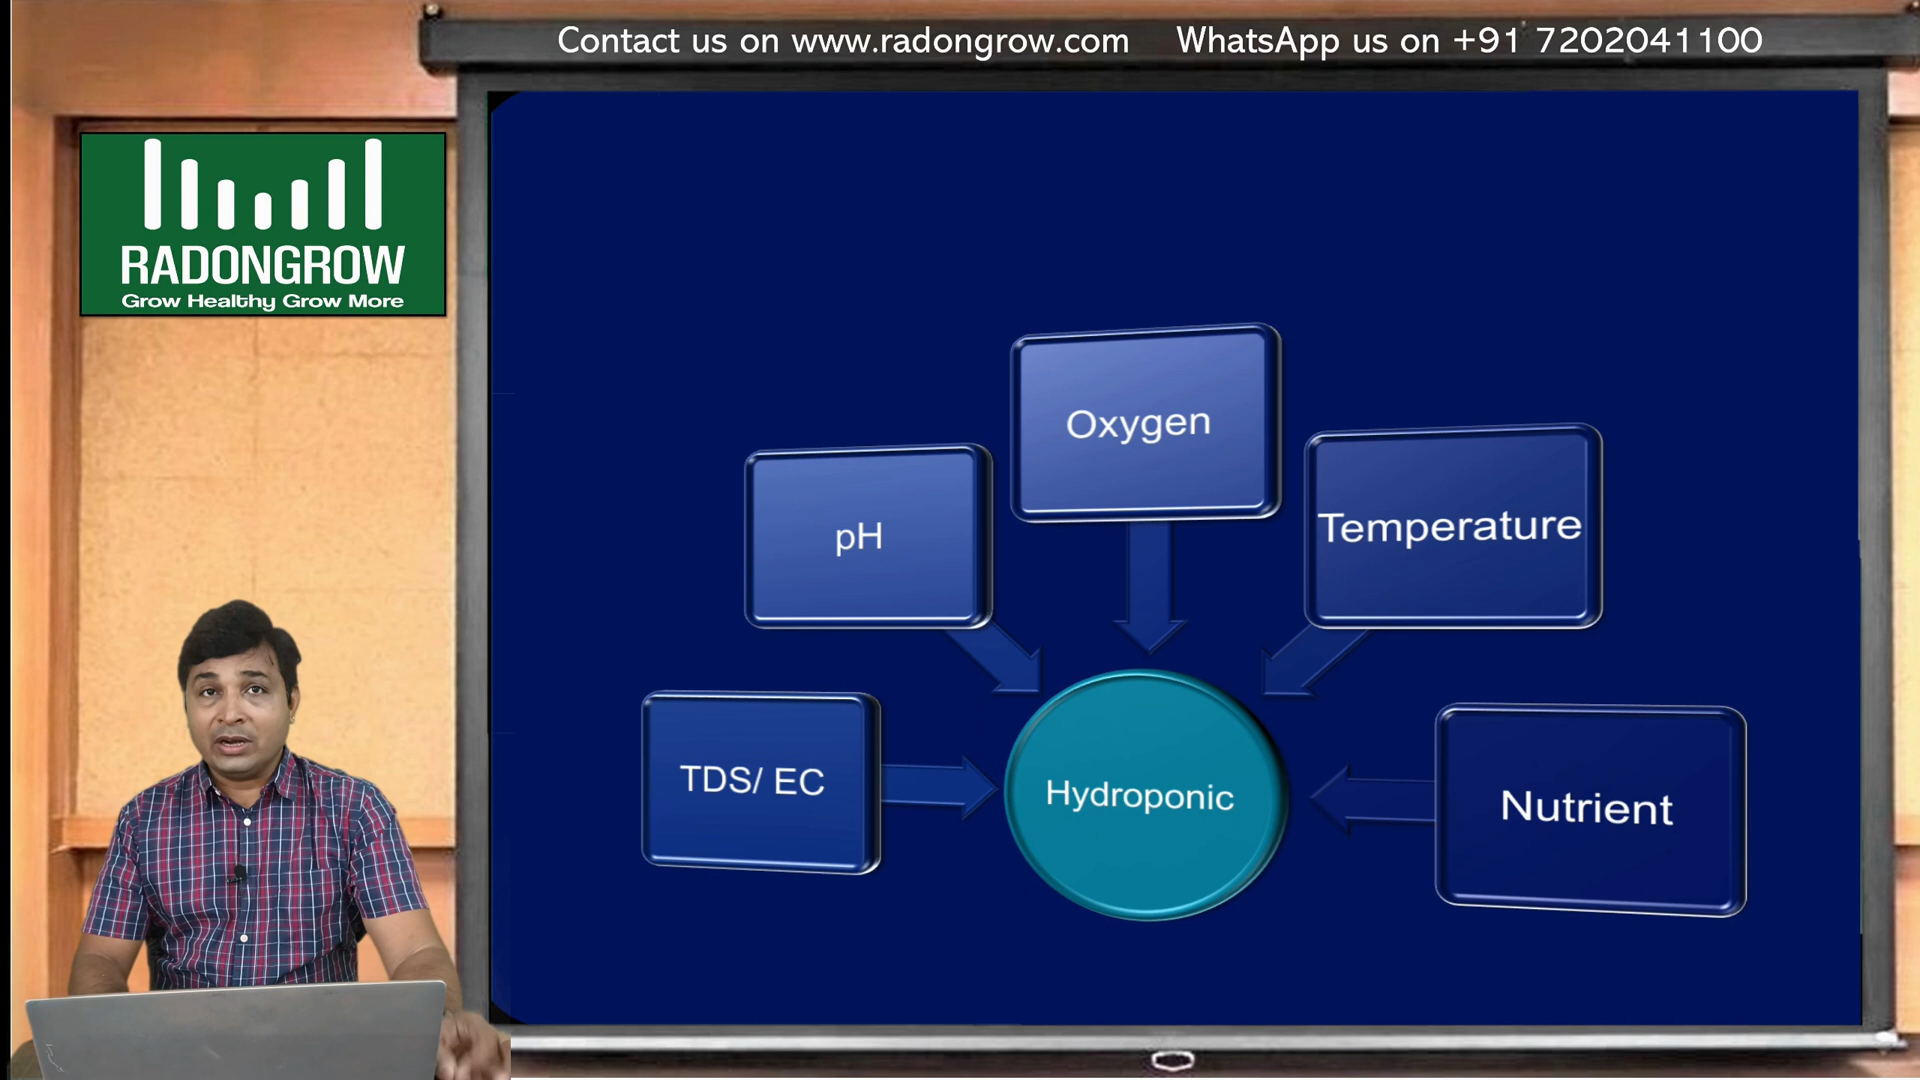 Contact us on www.radongrow.com WhatsApp us on +91 7202041100
RADONGROW
Grow Healthy Grow More
Oxygen
pH
Temperature
TDS/ EC
Hydroponic
Nutrient